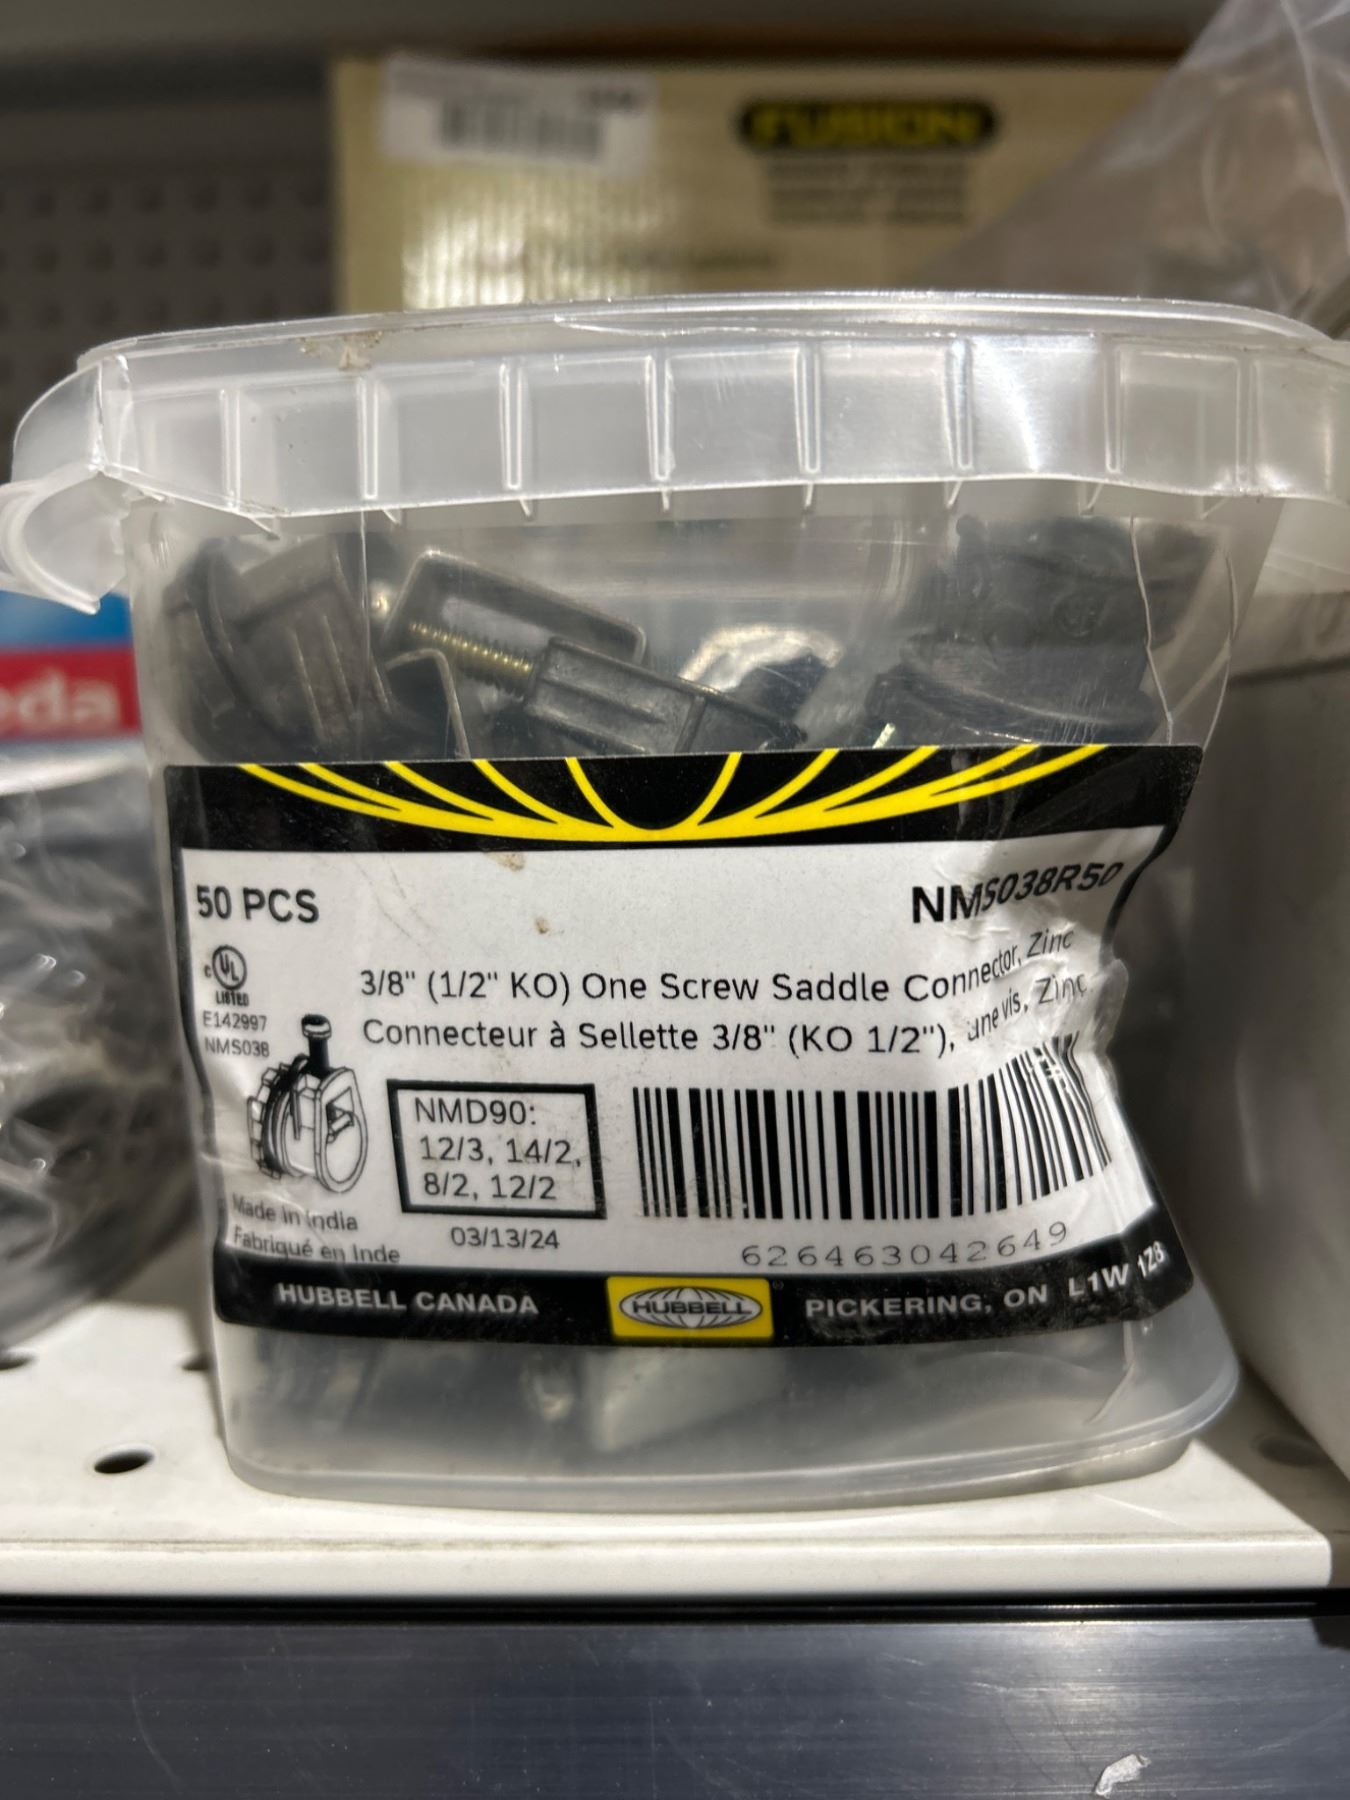 FUSION
eda
50 PCS
NMS038R50
c UL
LISTED
E142997
NMS038
3/8" (1/2" KO) One Screw Saddle Connector, Zinc
Connecteur à Sellette 3/8" (KO 1/2"), une vis, Zinc
NMD90:
12/3, 14/2,
8/2, 12/2
Made in India
Fabriqué en Inde
03/13/24
626463042649
HUBBELL CANADA
HUBBELL
PICKERING, ON L1W 1Z8